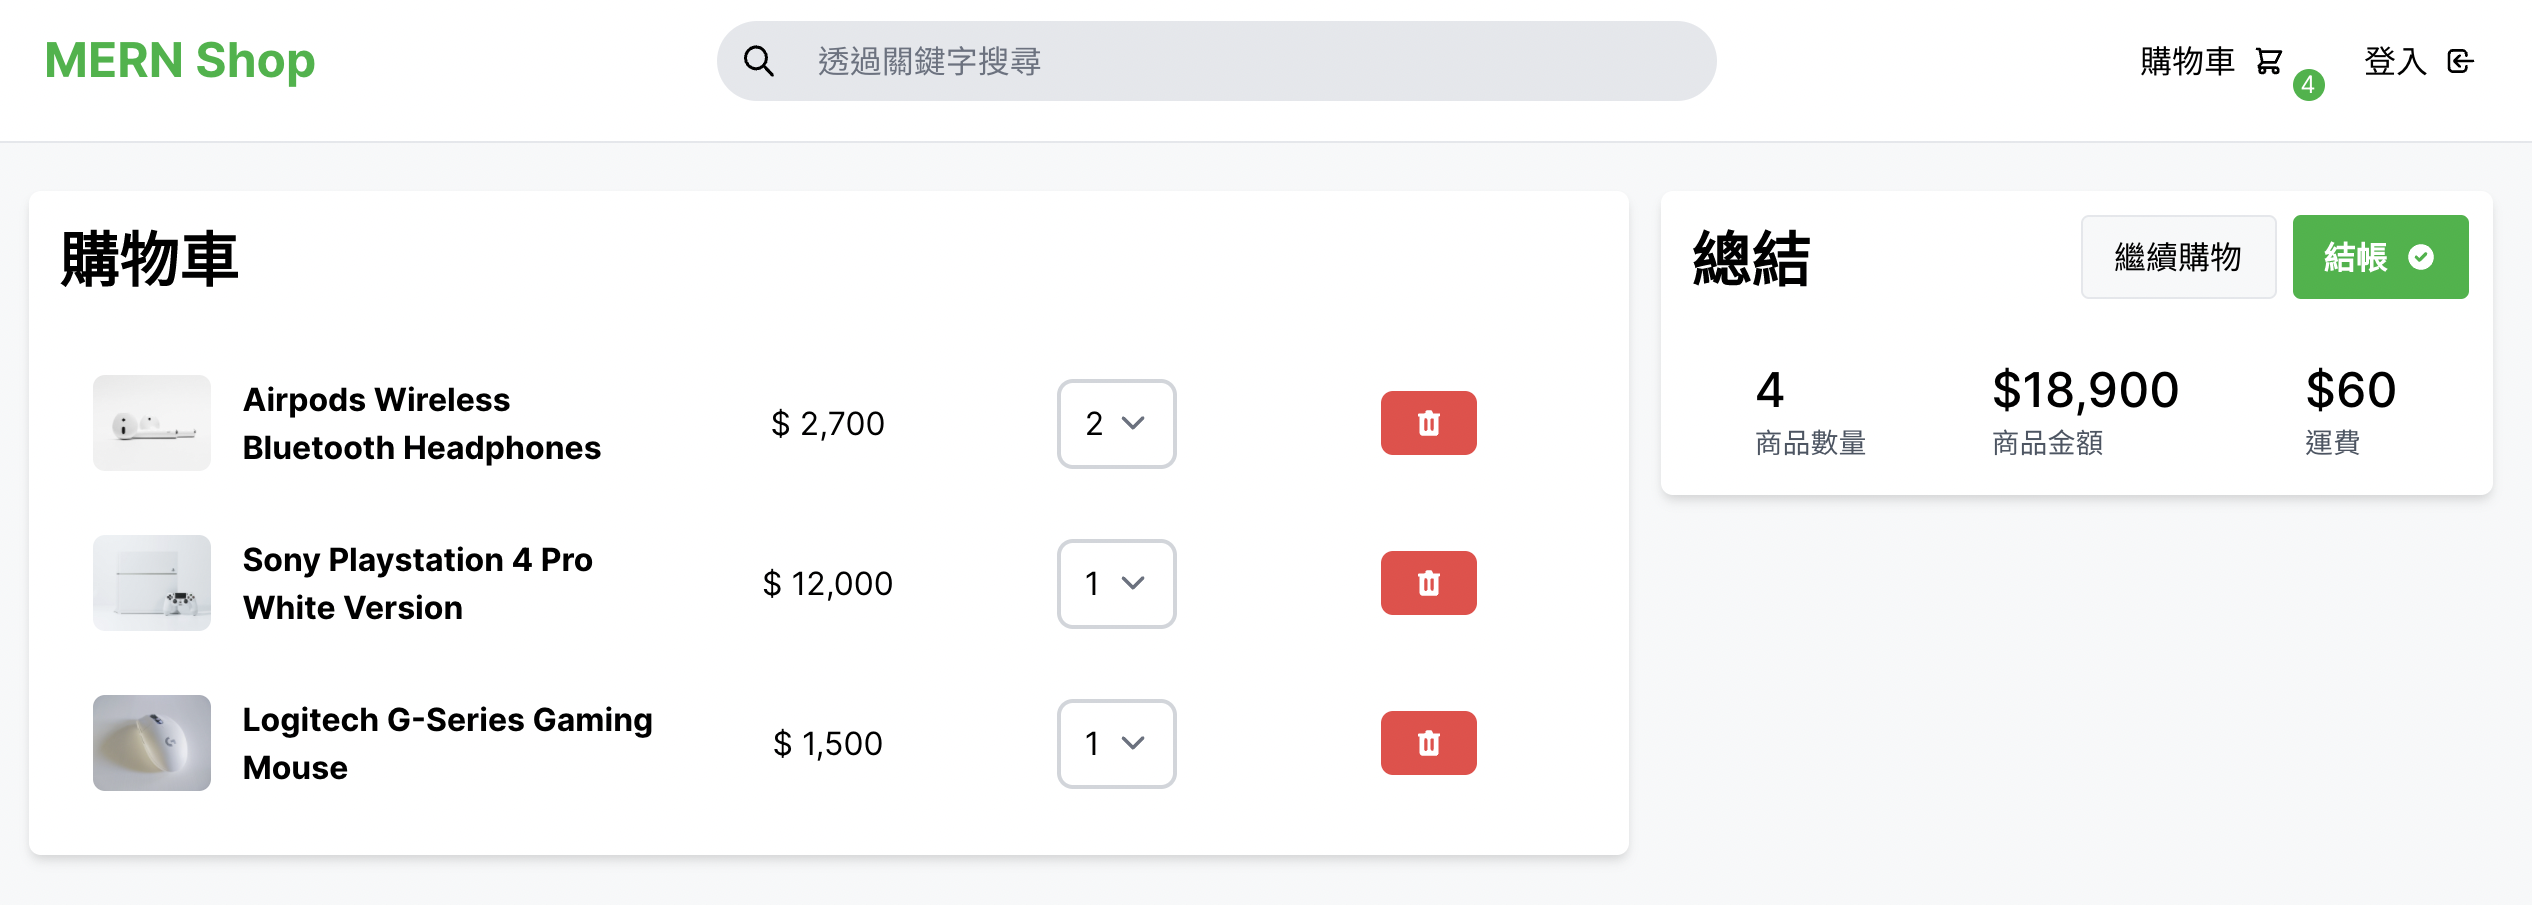 MERN Shop
透過關鍵字搜尋
購物車
4
登入
購物車
Airpods Wireless
Bluetooth Headphones
$ 2,700
2
Sony Playstation 4 Pro
White Version
$ 12,000
1
Logitech G-Series Gaming
Mouse
$ 1,500
1
總結
繼續購物
結帳
4
商品數量
$18,900
商品金額
$60
運費